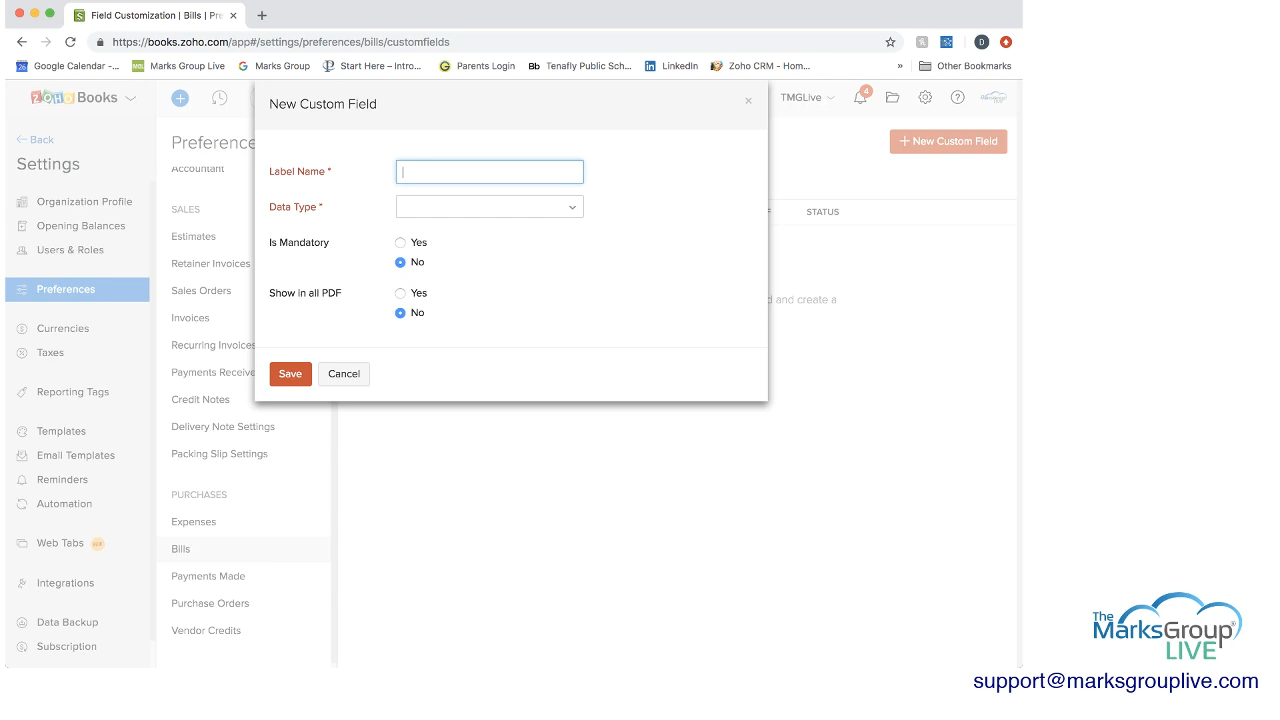 Field Customization | Bills | Pre
https://books.zoho.com/app#/settings/preferences/bills/customfields
Google Calendar -... Marks Group Live Marks Group Start Here – Intro... Parents Login Bb Tenafly Public Sch... LinkedIn Zoho CRM - Hom... » Other Bookmarks
ZOHO Books
TMGLive
4
New Custom Field
Back
Settings
Preference
+ New Custom Field
Accountant
Label Name *
Data Type *
Is Mandatory
Yes
No
Show in all PDF
Yes
No
Save Cancel
STATUS
d and create a
Organization Profile
Opening Balances
Users & Roles
Preferences
Currencies
Taxes
Reporting Tags
Templates
Email Templates
Reminders
Automation
Web Tabs
Integrations
Data Backup
Subscription
SALES
Estimates
Retainer Invoices
Sales Orders
Invoices
Recurring Invoices
Payments Receive
Credit Notes
Delivery Note Settings
Packing Slip Settings
PURCHASES
Expenses
Bills
Payments Made
Purchase Orders
Vendor Credits
The
MarksGroup
LIVE
support@marksgrouplive.com